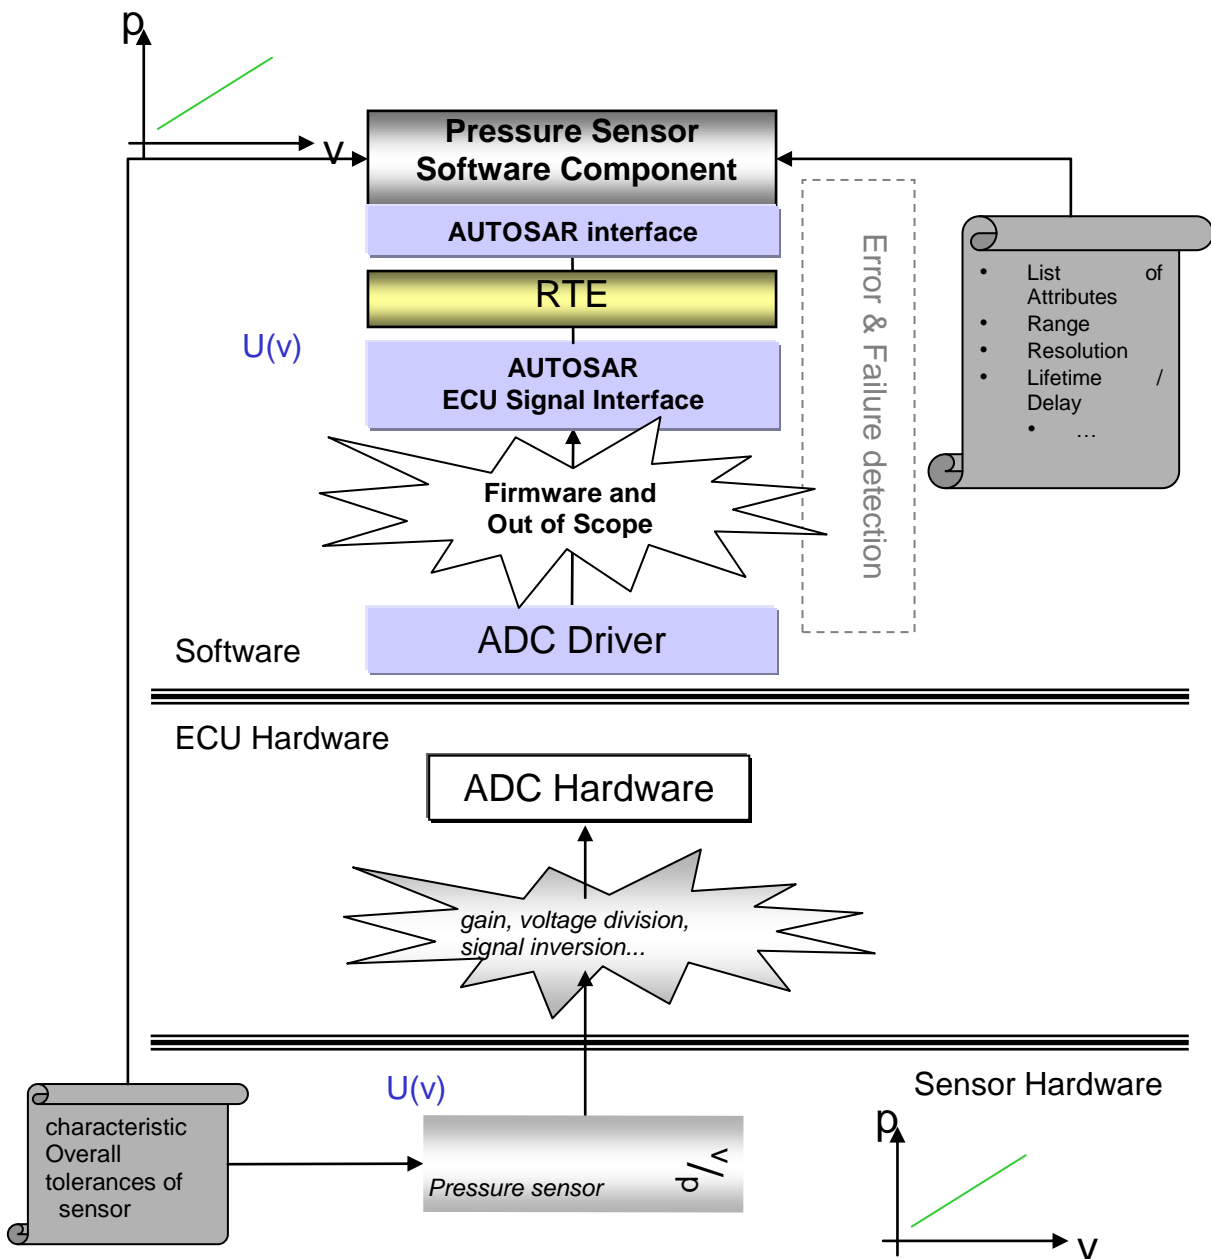 p
v
Pressure Sensor
Software Component
AUTOSAR interface
RTE
U(v)
AUTOSAR
ECU Signal Interface
Firmware and
Out of Scope
ADC Driver
Error & Failure detection
• List of
Attributes
• Range
• Resolution
• Lifetime /
Delay
• ...
Software
ECU Hardware
ADC Hardware
gain, voltage division,
signal inversion...
U(v)
Sensor Hardware
characteristic
Overall
tolerances of
sensor
Pressure sensor
v/p
p
v